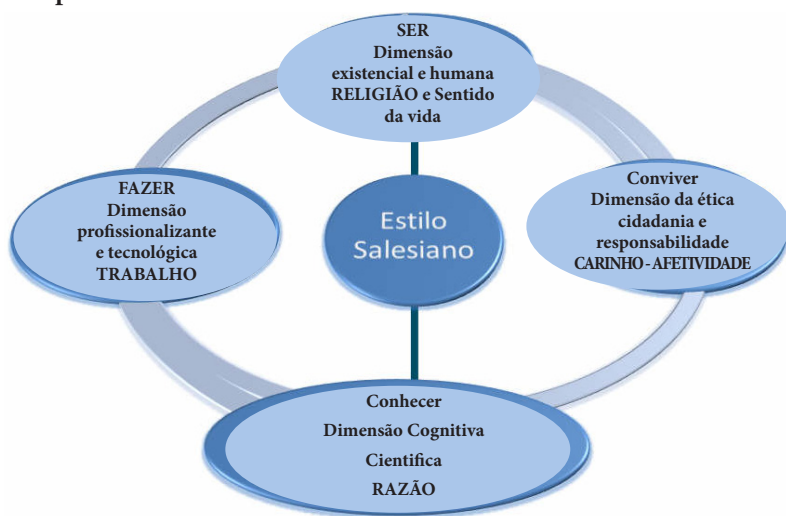 SER
Dimensão
existencial e humana
RELIGIÃO e Sentido
da vida
FAZER
Dimensão
profissionalizante
e tecnológica
TRABALHO
Estilo
Salesiano
Conviver
Dimensão da ética
cidadania e
responsabilidade
CARINHO - AFETIVIDADE
Conhecer
Dimensão Cognitiva
Cientifica
RAZÃO